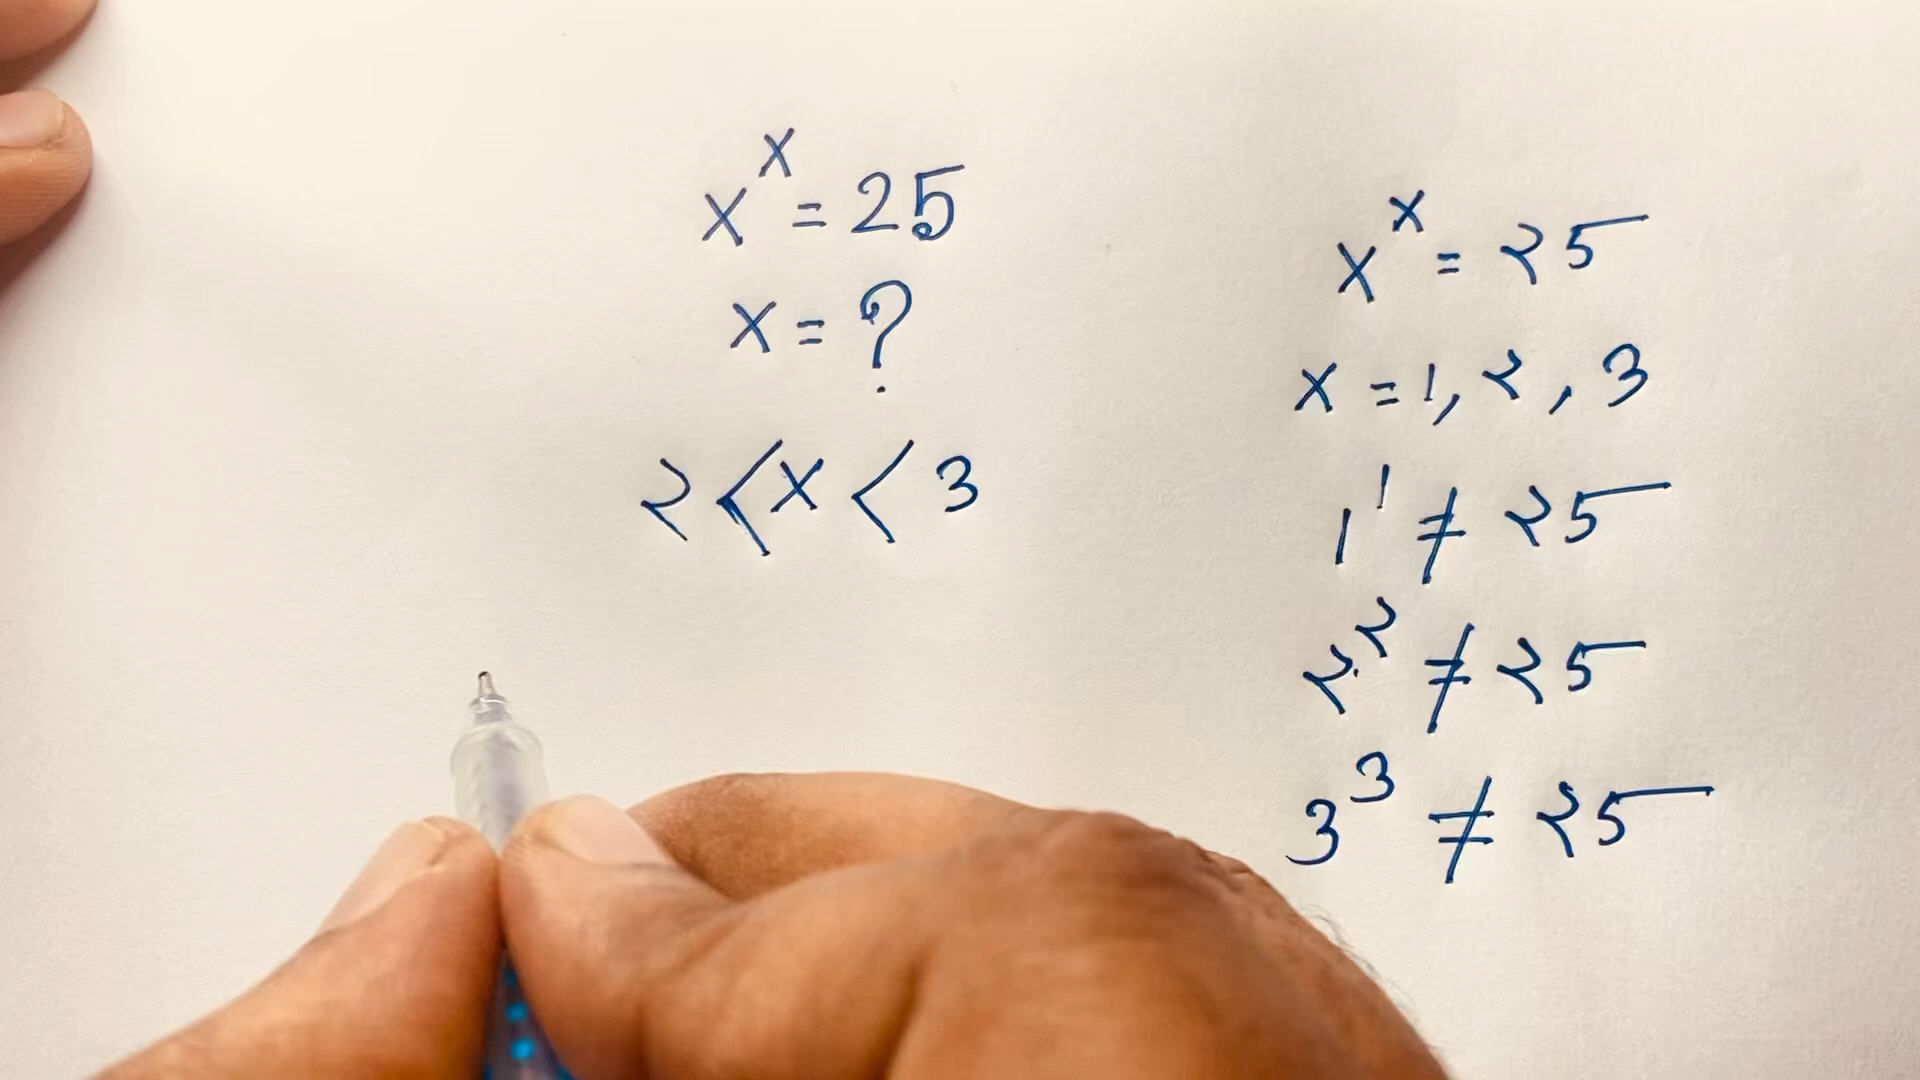 x^x = 25
x = ?
2 < x < 3
x^x = 25
x = 1, 2, 3
1^1 ≠ 25
2^2 ≠ 25
3^3 ≠ 25